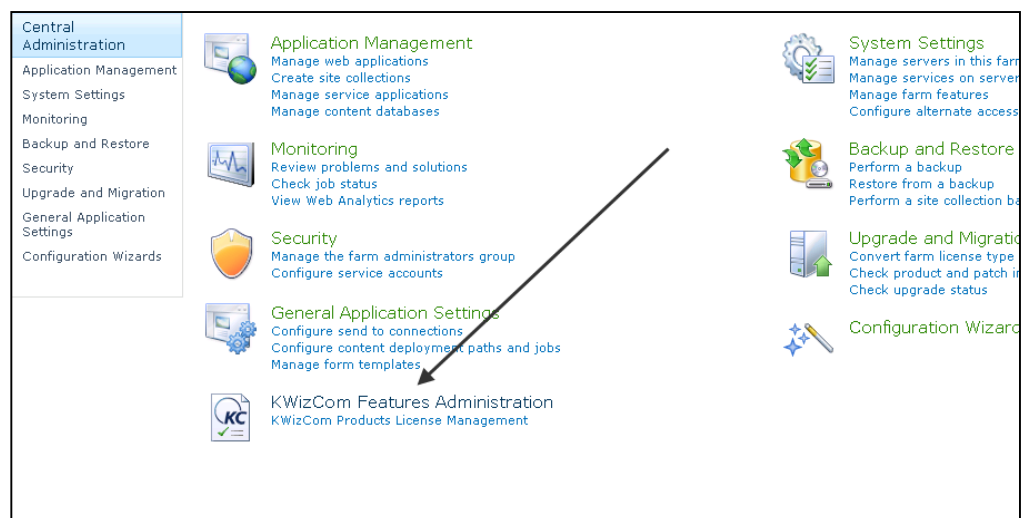 Central
Administration
Application Management
System Settings
Monitoring
Backup and Restore
Security
Upgrade and Migration
General Application
Settings
Configuration Wizards
Application Management
Manage web applications
Create site collections
Manage service applications
Manage content databases
Monitoring
Review problems and solutions
Check job status
View Web Analytics reports
Security
Manage the farm administrators group
Configure service accounts
General Application Settings
Configure send to connections
Configure content deployment paths and jobs
Manage form templates
KC
KWizCom Features Administration
KWizCom Products License Management
System Settings
Manage servers in this farm
Manage services on server
Manage farm features
Configure alternate access
Backup and Restore
Perform a backup
Restore from a backup
Perform a site collection ba
Upgrade and Migratio
Convert farm license type
Check product and patch in
Check upgrade status
Configuration Wizard